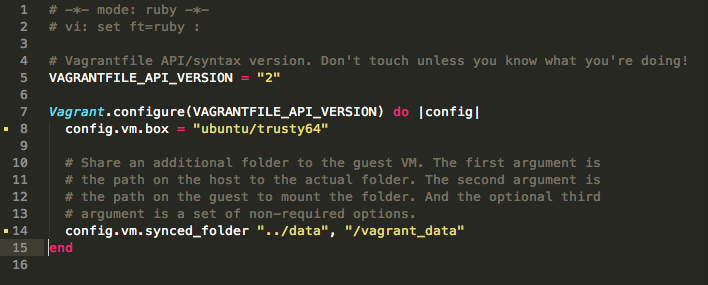 1 # -*- mode: ruby -*-
2 # vi: set ft=ruby :
3
4 # Vagrantfile API/syntax version. Don't touch unless you know what you're doing!
5 VAGRANTFILE_API_VERSION = "2"
6
7 Vagrant.configure(VAGRANTFILE_API_VERSION) do |config|
8   config.vm.box = "ubuntu/trusty64"
9
10   # Share an additional folder to the guest VM. The first argument is
11   # the path on the host to the actual folder. The second argument is
12   # the path on the guest to mount the folder. And the optional third
13   # argument is a set of non-required options.
14   config.vm.synced_folder "../data", "/vagrant_data"
15 end
16